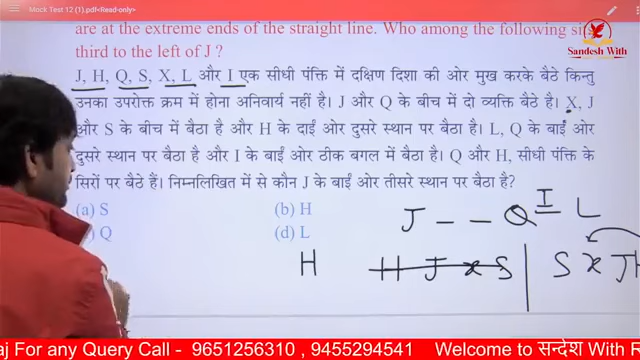 Mock Test 12 (1).pdf<Read-only>
are at the extreme ends of the straight line. Who among the following sits
third to the left of J ?
Sandesh With
J, H, Q, S, X, L और I एक सीधी पंक्ति में दक्षिण दिशा की ओर मुख करके बैठे किन्तु
उनका उपरोक्त क्रम में होना अनिवार्य नहीं है। J और Q के बीच में दो व्यक्ति बैठे है। X, J
और S के बीच में बैठा है और H के दाईं ओर दुसरे स्थान पर बैठा है। L, Q के बाईं ओर
दुसरे स्थान पर बैठा है और I के बाईं ओर ठीक बगल में बैठा है। Q और H, सीधी पंक्ति के
सिरों पर बैठे हैं। निम्नलिखित में से कौन J के बाईं ओर तीसरे स्थान पर बैठा है?
(a) S (b) H
Q (d) L
J _ _ Q I L
H H J x S S x J H
For any Query Call - 9651256310 , 9455294541 Welcome to सन्देश With